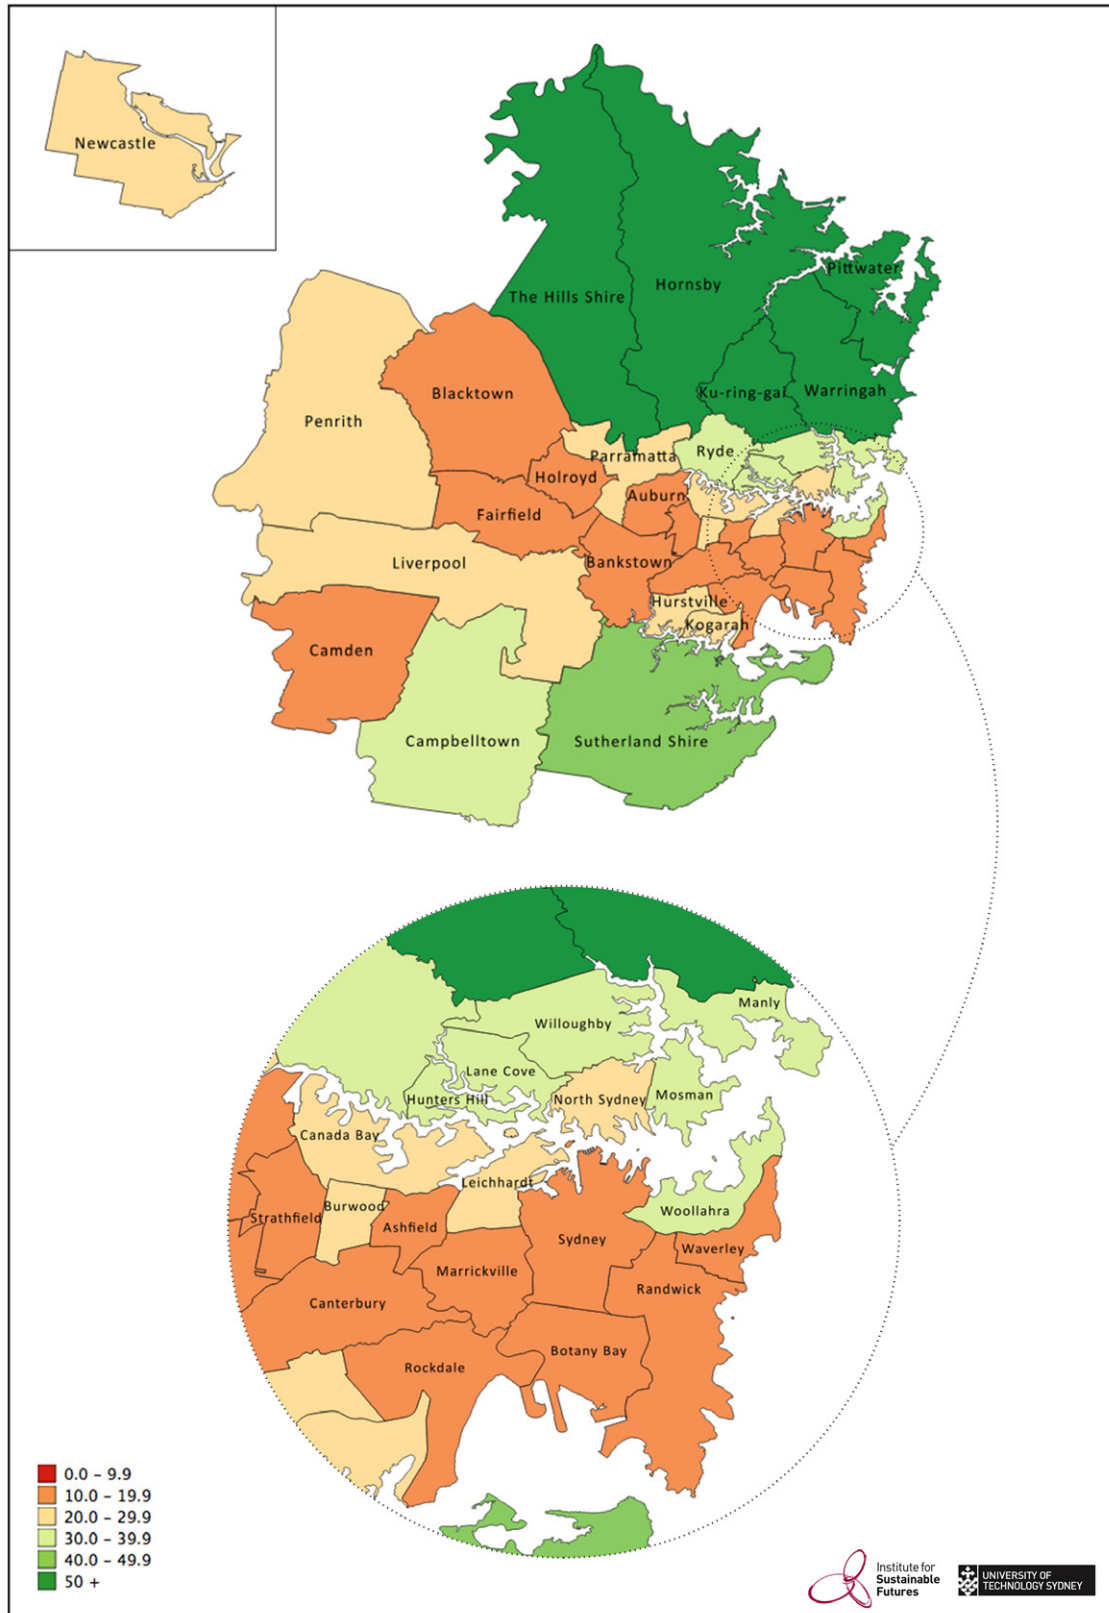 Newcastle
Pittwater
Hornsby
The Hills Shire
Ku-ring-gai
Warringah
Blacktown
Penrith
Ryde
Parramatta
Holroyd
Auburn
Fairfield
Liverpool
Bankstown
Hurstville
Kogarah
Camden
Campbelltown
Sutherland Shire
Manly
Willoughby
Lane Cove
Hunters Hill
North Sydney
Mosman
Canada Bay
Leichhardt
Burwood
Strathfield
Ashfield
Woollahra
Sydney
Waverley
Marrickville
Randwick
Canterbury
Botany Bay
Rockdale
0.0 – 9.9
10.0 – 19.9
20.0 – 29.9
30.0 – 39.9
40.0 – 49.9
50 +
Institute for
Sustainable
Futures
UNIVERSITY OF
TECHNOLOGY SYDNEY